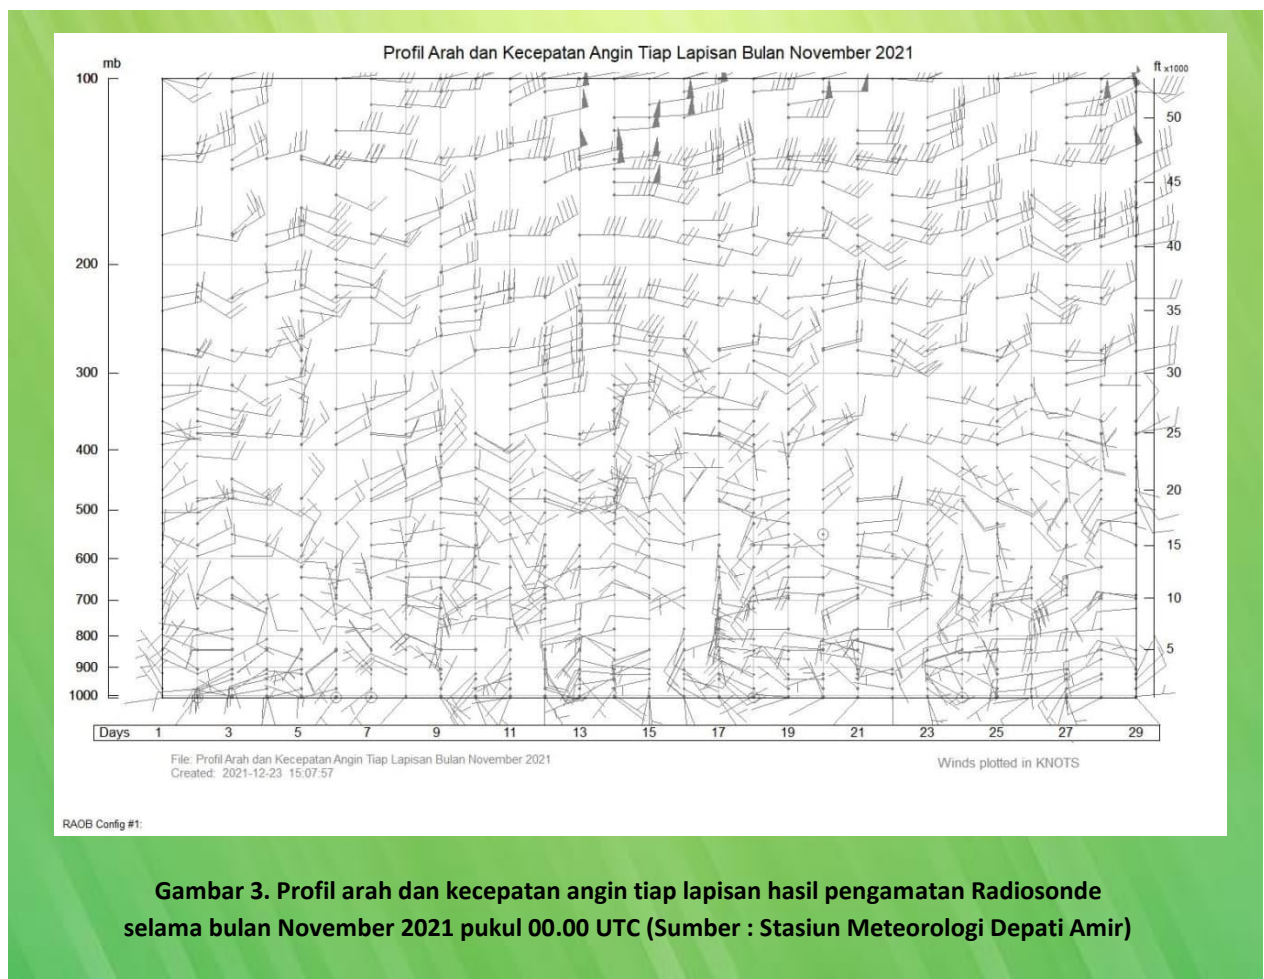 Profil Arah dan Kecepatan Angin Tiap Lapisan Bulan November 2021
mb
ft x1000
100
200
300
400
500
600
700
800
900
1000
50
45
40
35
30
25
20
15
10
5
Days 1 3 5 7 9 11 13 15 17 19 21 23 25 27 29
File: Profil Arah dan Kecepatan Angin Tiap Lapisan Bulan November 2021
Created: 2021-12-23 15:07:57
Winds plotted in KNOTS
RAOB Config #1:
Gambar 3. Profil arah dan kecepatan angin tiap lapisan hasil pengamatan Radiosonde
selama bulan November 2021 pukul 00.00 UTC (Sumber : Stasiun Meteorologi Depati Amir)